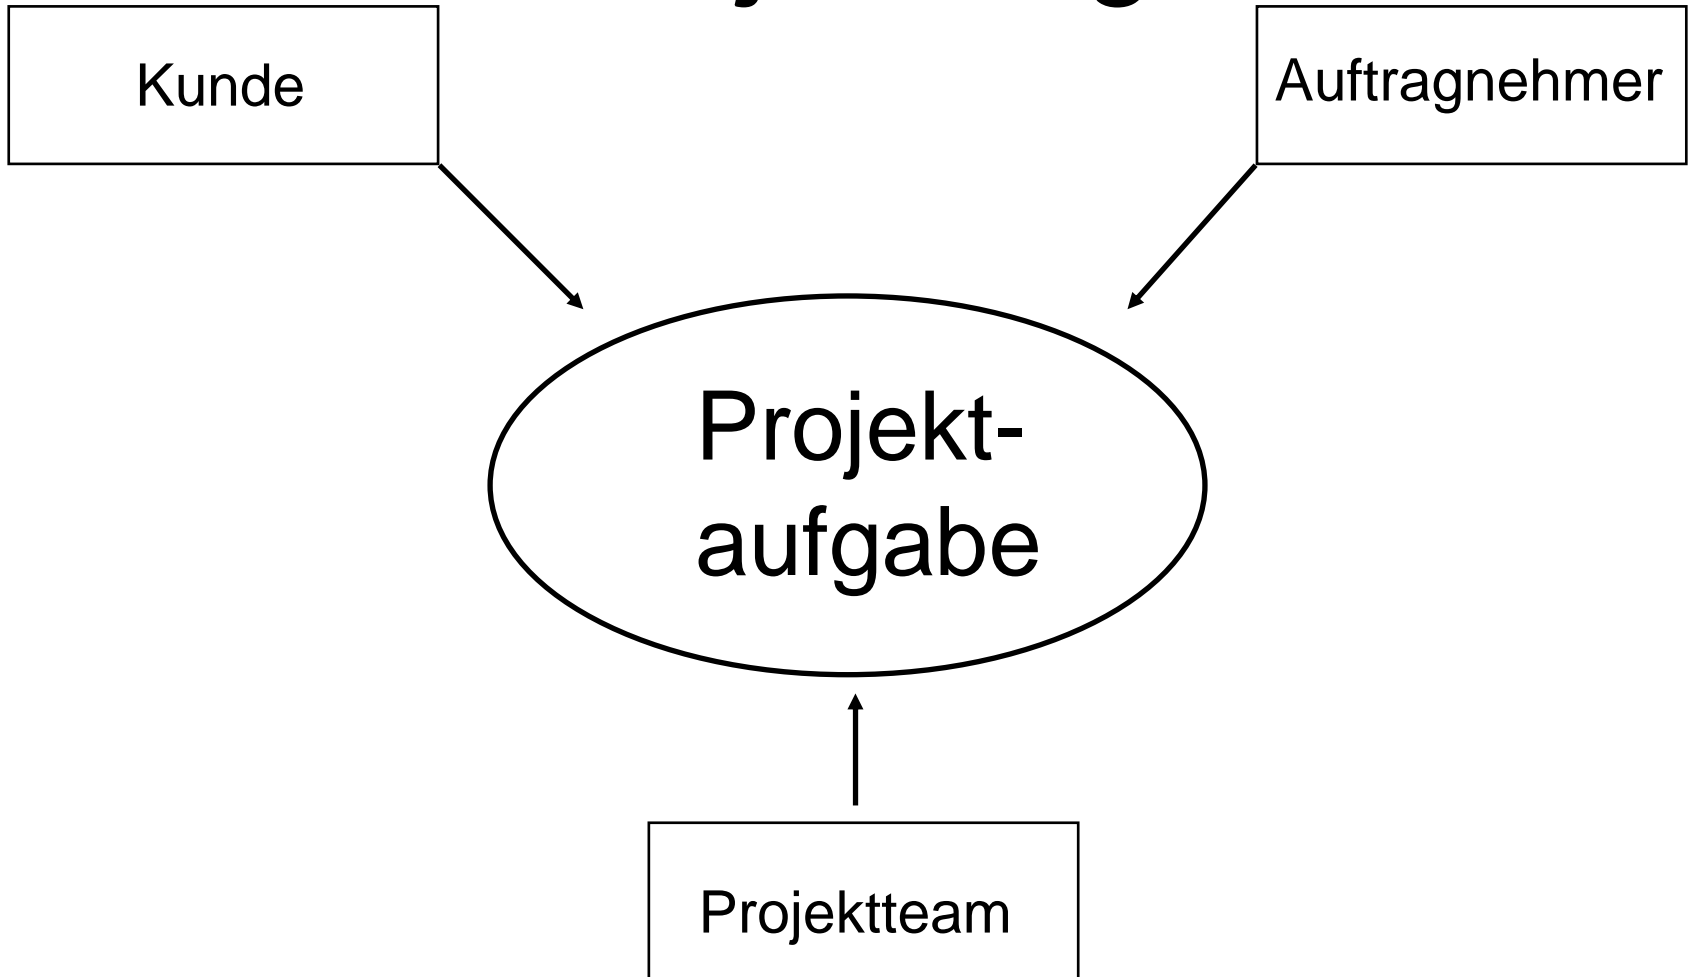 Kunde
Auftragnehmer
Projekt-
aufgabe
Projektteam